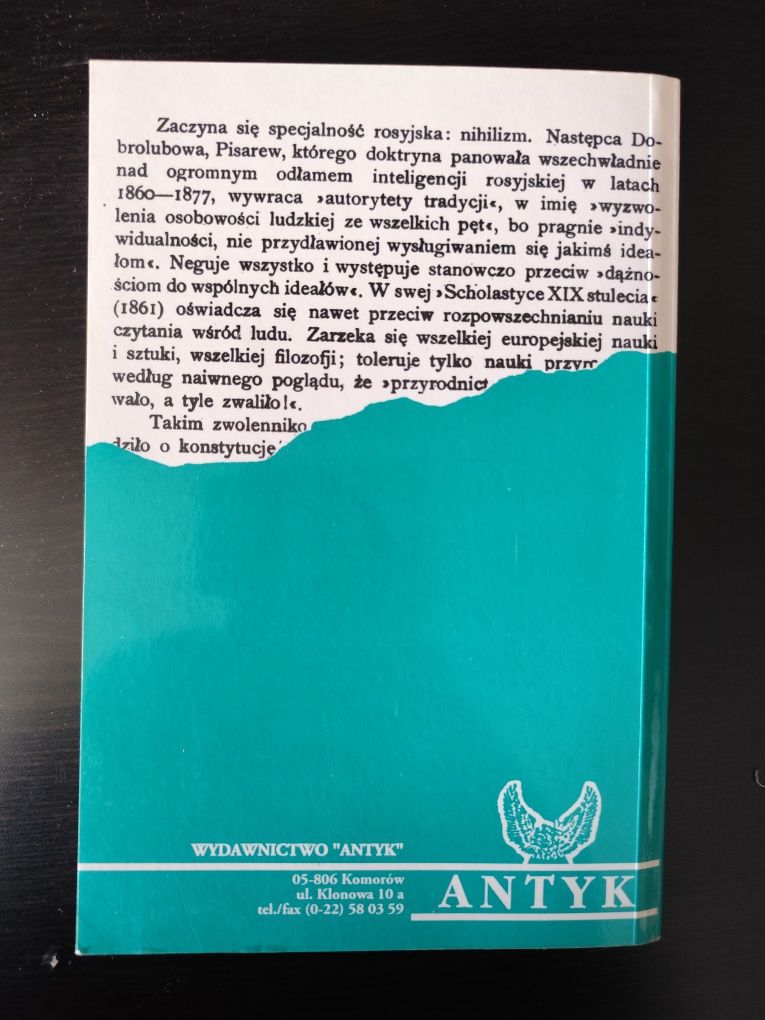 Zaczyna się specjalność rosyjska: nihilizm. Następca Do-
brolubowa, Pisarew, którego doktryna panowała wszechwładnie
nad ogromnym odłamem inteligencji rosyjskiej w latach
1860—1877, wywraca »autorytety tradycji«, w imię »wyzwo-
lenia osobowości ludzkiej ze wszelkich pęt«, bo pragnie »indy-
widualności, nie przydławionej wysługiwaniem się jakimś idea-
łom«. Neguje wszystko i występuje stanowczo przeciw »dążno-
ściom do wspólnych ideałów«. W swej »Scholastyce XIX stulecia«
(1861) oświadcza się nawet przeciw rozpowszechnianiu nauki
czytania wśród ludu. Zarzeka się wszelkiej europejskiej nauki
i sztuki, wszelkiej filozofji; toleruje tylko nauki
według naiwnego poglądu, że »przyrodnict
wało, a tyle zwaliło!«.
Takim zwolenniko
dziło o konstytucję
WYDAWNICTWO "ANTYK"
05-806 Komorów
ul. Klonowa 10 a
tel./fax (0-22) 58 03 59
ANTYK